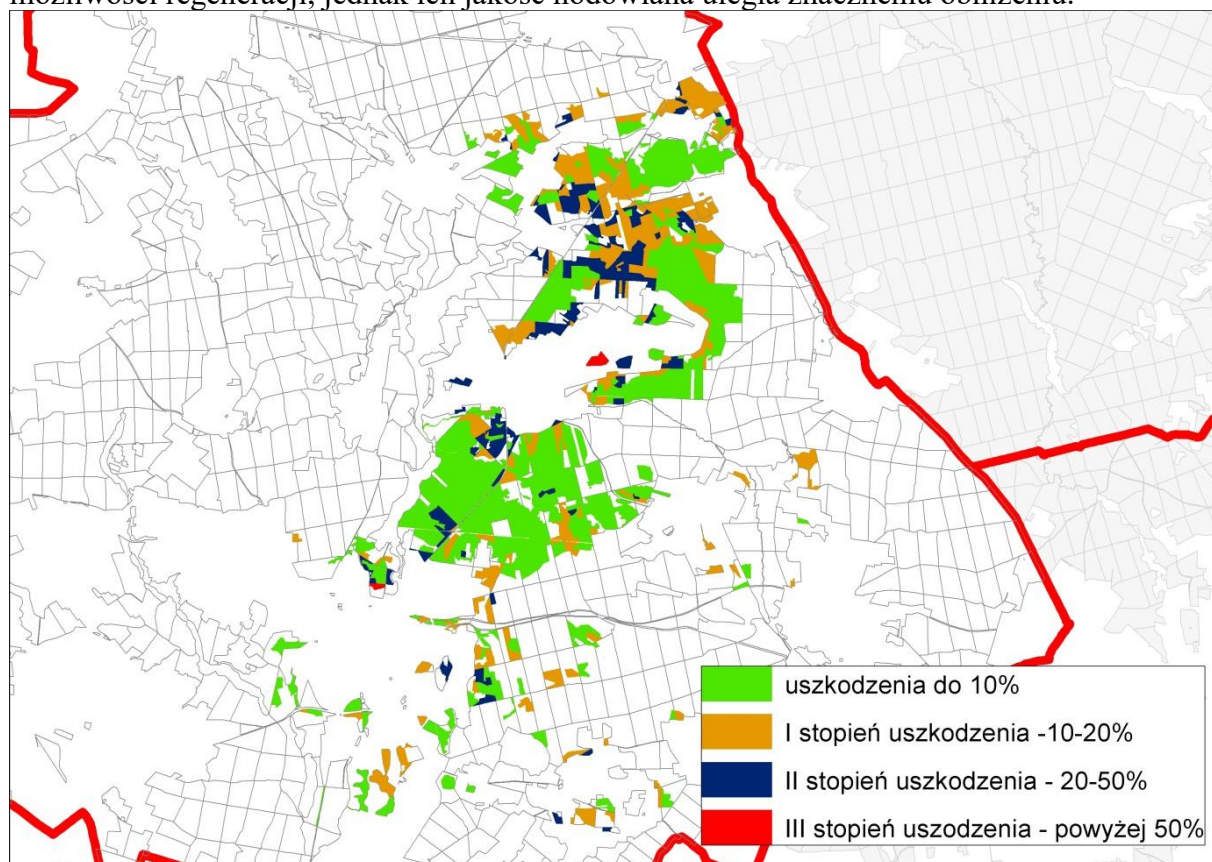 możliwości regeneracji, jednak ich jakość hodowlana uległa znacznemu obniżeniu.
uszkodzenia do 10%
I stopień uszkodzenia -10-20%
II stopień uszkodzenia - 20-50%
III stopień uszodzenia - powyżej 50%